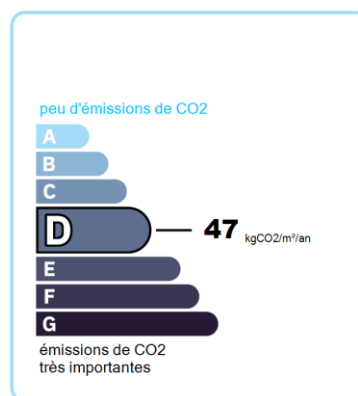 peu d'émissions de CO2
A
B
C
D 47 kgCO2/m²/an
E
F
G
émissions de CO2
très importantes